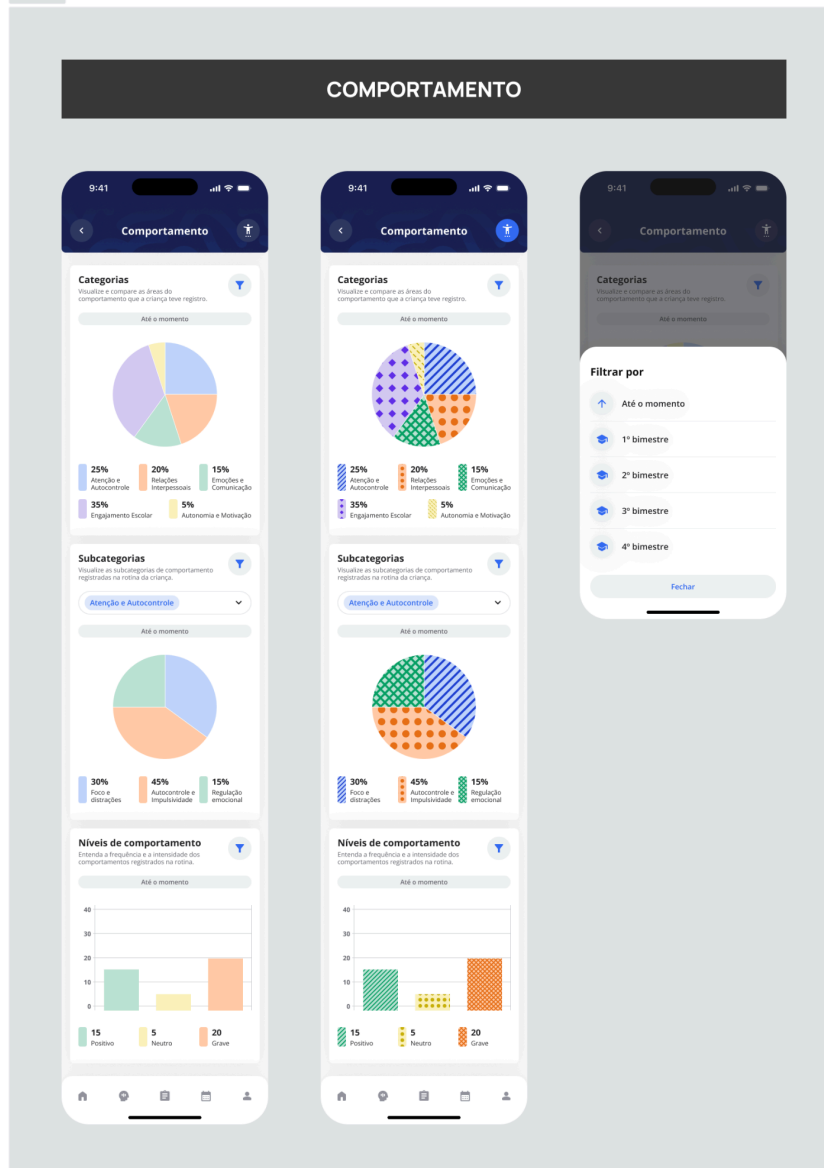 COMPORTAMENTO
9:41
Comportamento
Categorias
Visualize e compare as áreas do
comportamento que a criança teve registro.
Até o momento
25%
Atenção e
Autocontrole
20%
Relações
Interpessoais
15%
Emoções e
Comunicação
35%
Engajamento Escolar
5%
Autonomia e Motivação
Subcategorias
Visualize as subcategorias de comportamento
registradas na rotina da criança.
Atenção e Autocontrole
Até o momento
30%
Foco e
distrações
45%
Autocontrole e
Impulsividade
15%
Regulação
emocional
Níveis de comportamento
Entenda a frequência e a intensidade dos
comportamentos registrados na rotina.
Até o momento
40
30
20
10
0
15
Positivo
5
Neutro
20
Grave
9:41
Comportamento
Categorias
Visualize e compare as áreas do
comportamento que a criança teve registro.
Até o momento
25%
Atenção e
Autocontrole
20%
Relações
Interpessoais
15%
Emoções e
Comunicação
35%
Engajamento Escolar
5%
Autonomia e Motivação
Subcategorias
Visualize as subcategorias de comportamento
registradas na rotina da criança.
Atenção e Autocontrole
Até o momento
30%
Foco e
distrações
45%
Autocontrole e
Impulsividade
15%
Regulação
emocional
Níveis de comportamento
Entenda a frequência e a intensidade dos
comportamentos registrados na rotina.
Até o momento
40
30
20
10
0
15
Positivo
5
Neutro
20
Grave
9:41
Comportamento
Categorias
Visualize e compare as áreas do
comportamento que a criança teve registro.
Até o momento
Filtrar por
Até o momento
1º bimestre
2º bimestre
3º bimestre
4º bimestre
Fechar